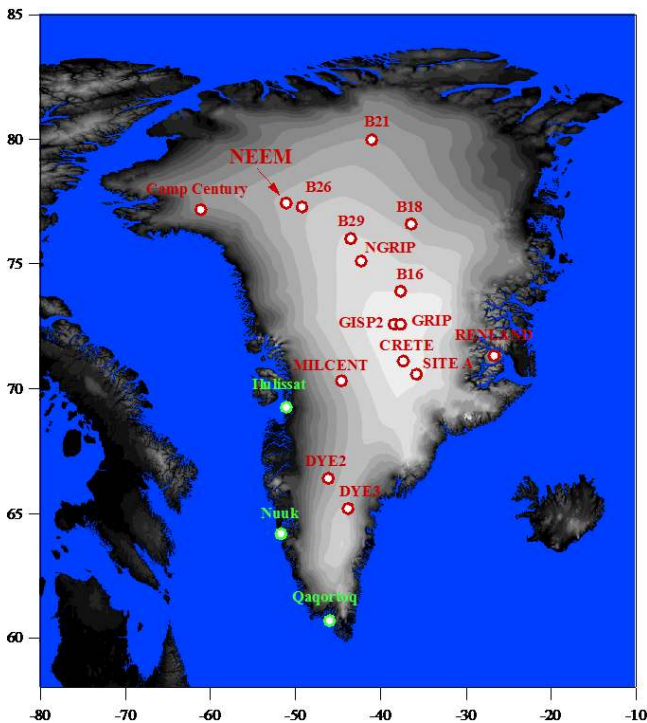 85
B21
80
NEEM
Camp Century
B26
B18
B29
NGRIP
75
B16
GISP2
GRIP
CRETE
RENLAND
MILCENT
SITE A
Ilulissat
70
DYE2
DYE3
65
Nuuk
Qaqortoq
60
-80 -70 -60 -50 -40 -30 -20 -10